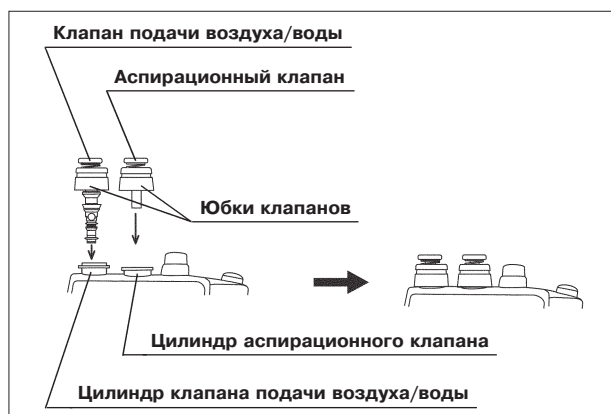 Клапан подачи воздуха/воды
Аспирационный клапан
Юбки клапанов
Цилиндр аспирационного клапана
Цилиндр клапана подачи воздуха/воды